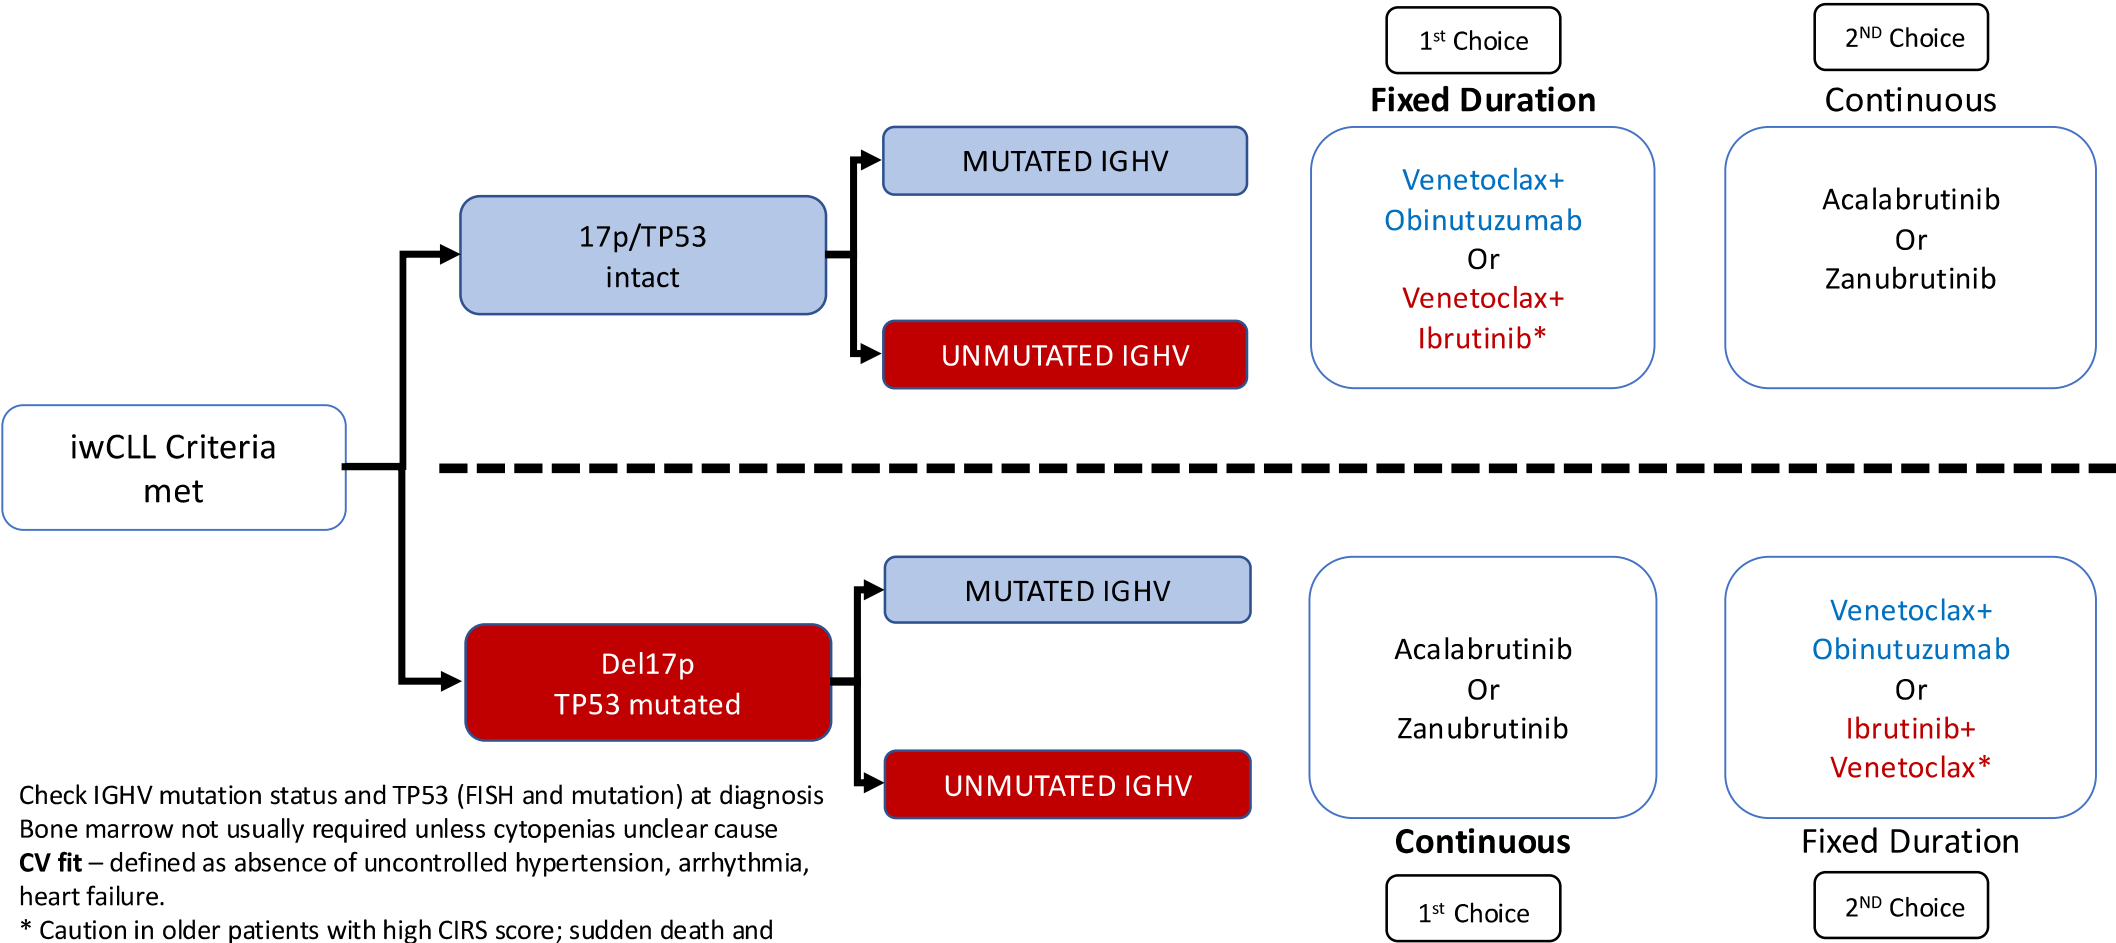 1st Choice
2ND Choice
Fixed Duration
Continuous
MUTATED IGHV
17p/TP53
intact
UNMUTATED IGHV
Venetoclax+
Obinutuzumab
Or
Venetoclax+
Ibrutinib*
Acalabrutinib
Or
Zanubrutinib
iwCLL Criteria
met
MUTATED IGHV
Del17p
TP53 mutated
UNMUTATED IGHV
Acalabrutinib
Or
Zanubrutinib
Venetoclax+
Obinutuzumab
Or
Ibrutinib+
Venetoclax*
Continuous
Fixed Duration
1st Choice
2ND Choice
Check IGHV mutation status and TP53 (FISH and mutation) at diagnosis
Bone marrow not usually required unless cytopenias unclear cause
CV fit – defined as absence of uncontrolled hypertension, arrhythmia,
heart failure.
* Caution in older patients with high CIRS score; sudden death and